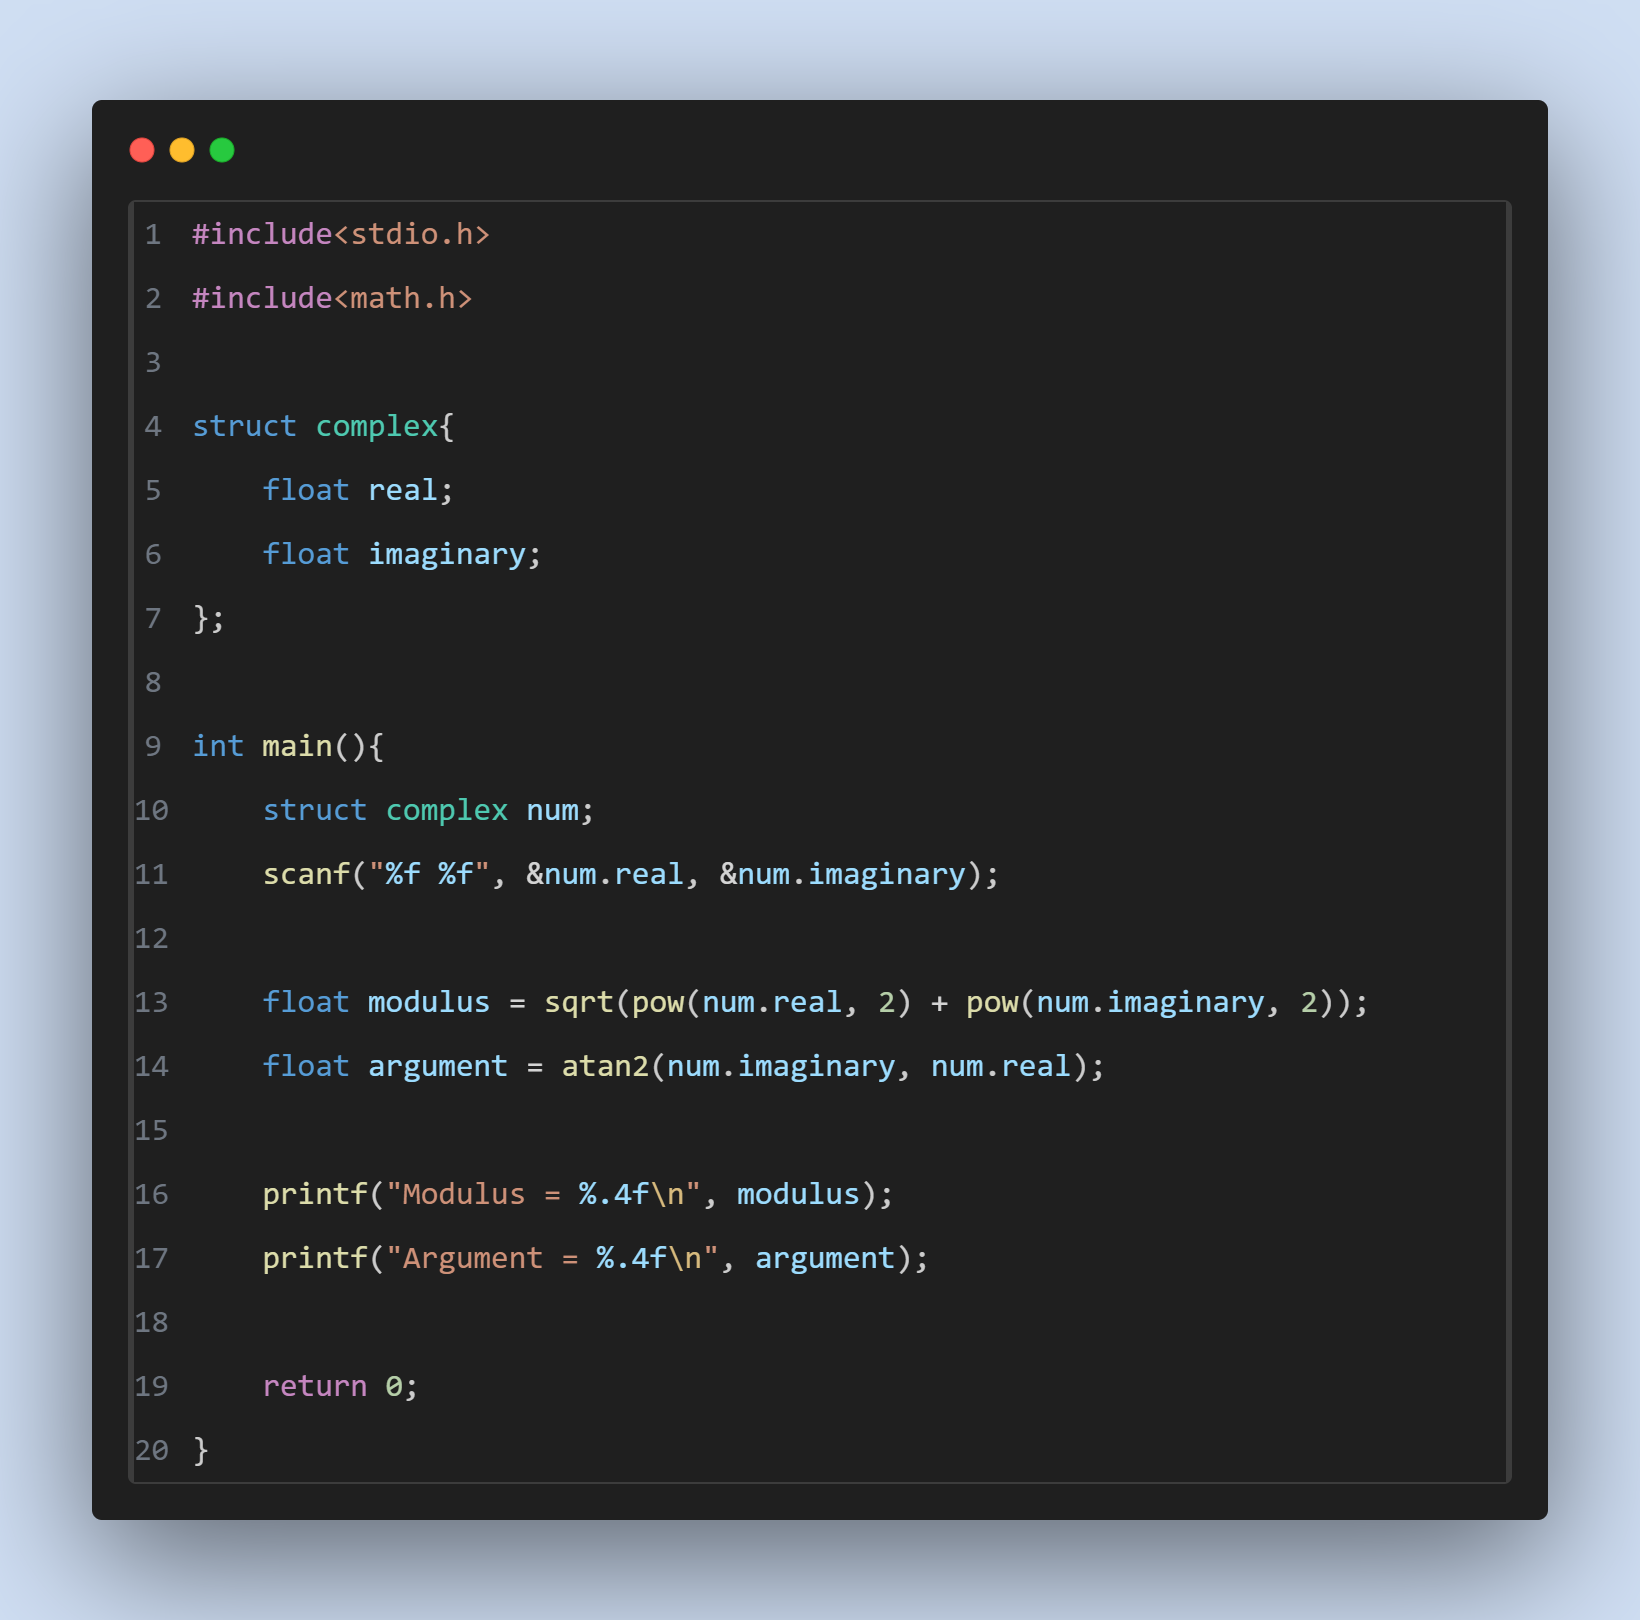 1 #include<stdio.h>
2 #include<math.h>
3
4 struct complex{
5     float real;
6     float imaginary;
7 };
8
9 int main(){
10     struct complex num;
11     scanf("%f %f", &num.real, &num.imaginary);
12
13     float modulus = sqrt(pow(num.real, 2) + pow(num.imaginary, 2));
14     float argument = atan2(num.imaginary, num.real);
15
16     printf("Modulus = %.4f\n", modulus);
17     printf("Argument = %.4f\n", argument);
18
19     return 0;
20 }